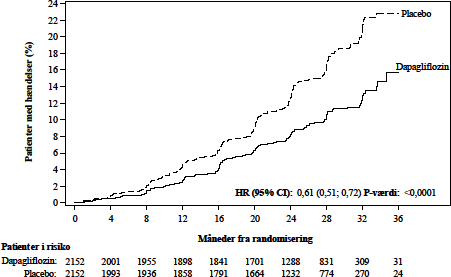 24
22
20
18
16
14
12
10
8
6
4
2
0
Patienter med hændelser (%)
Placebo
Dapagliflozin
HR (95% CI): 0,61 (0,51; 0,72) P-værdi: <0,0001
0 4 8 12 16 20 24 28 32 36
Måneder fra randomisering
Patienter i risiko
Dapagliflozin: 2152 2001 1955 1898 1841 1701 1288 831 309 31
Placebo: 2152 1993 1936 1858 1791 1664 1232 774 270 24